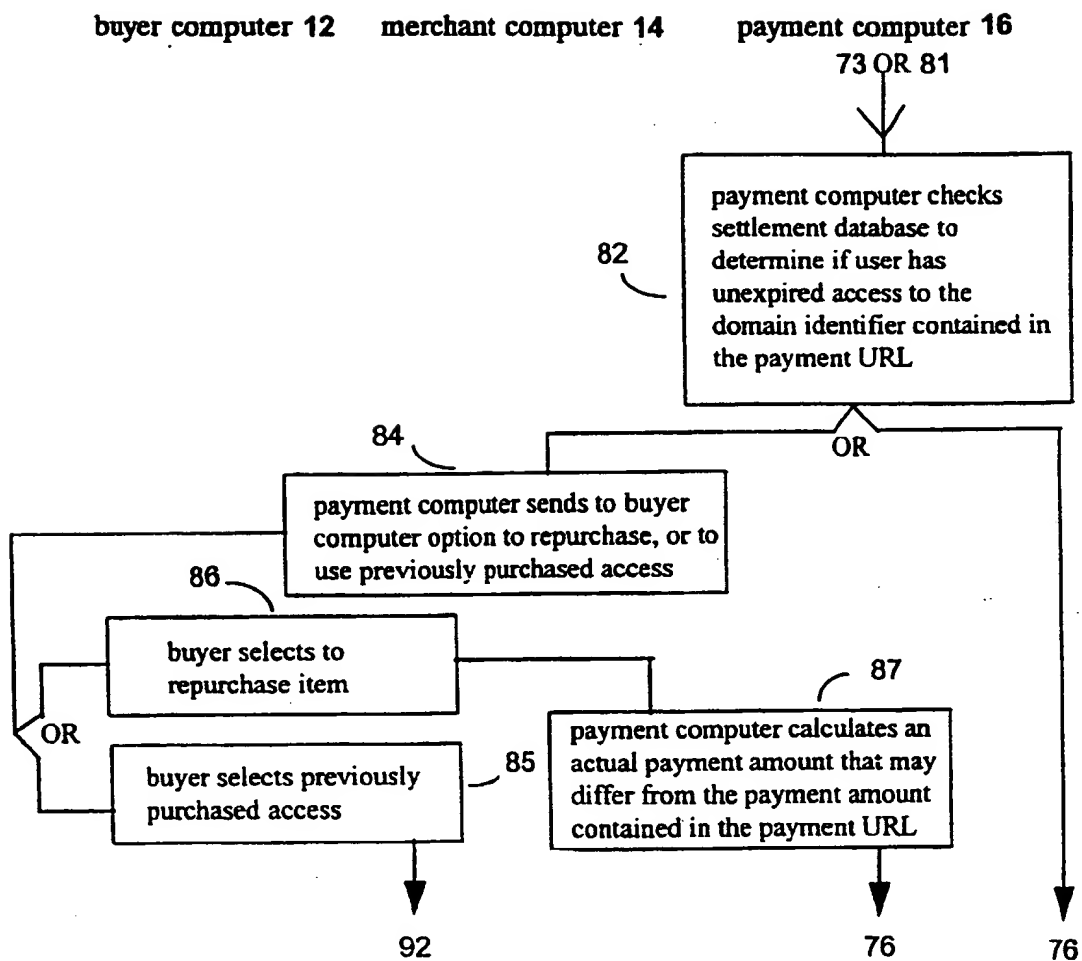 buyer computer 12 merchant computer 14 payment computer 16
73 OR 81
payment computer checks
settlement database to
determine if user has
unexpired access to the
domain identifier contained in
the payment URL
82
OR
84
payment computer sends to buyer
computer option to repurchase, or to
use previously purchased access
86
buyer selects to
repurchase item
87
OR
payment computer calculates an
actual payment amount that may
differ from the payment amount
contained in the payment URL
85
buyer selects previously
purchased access
92
76
76